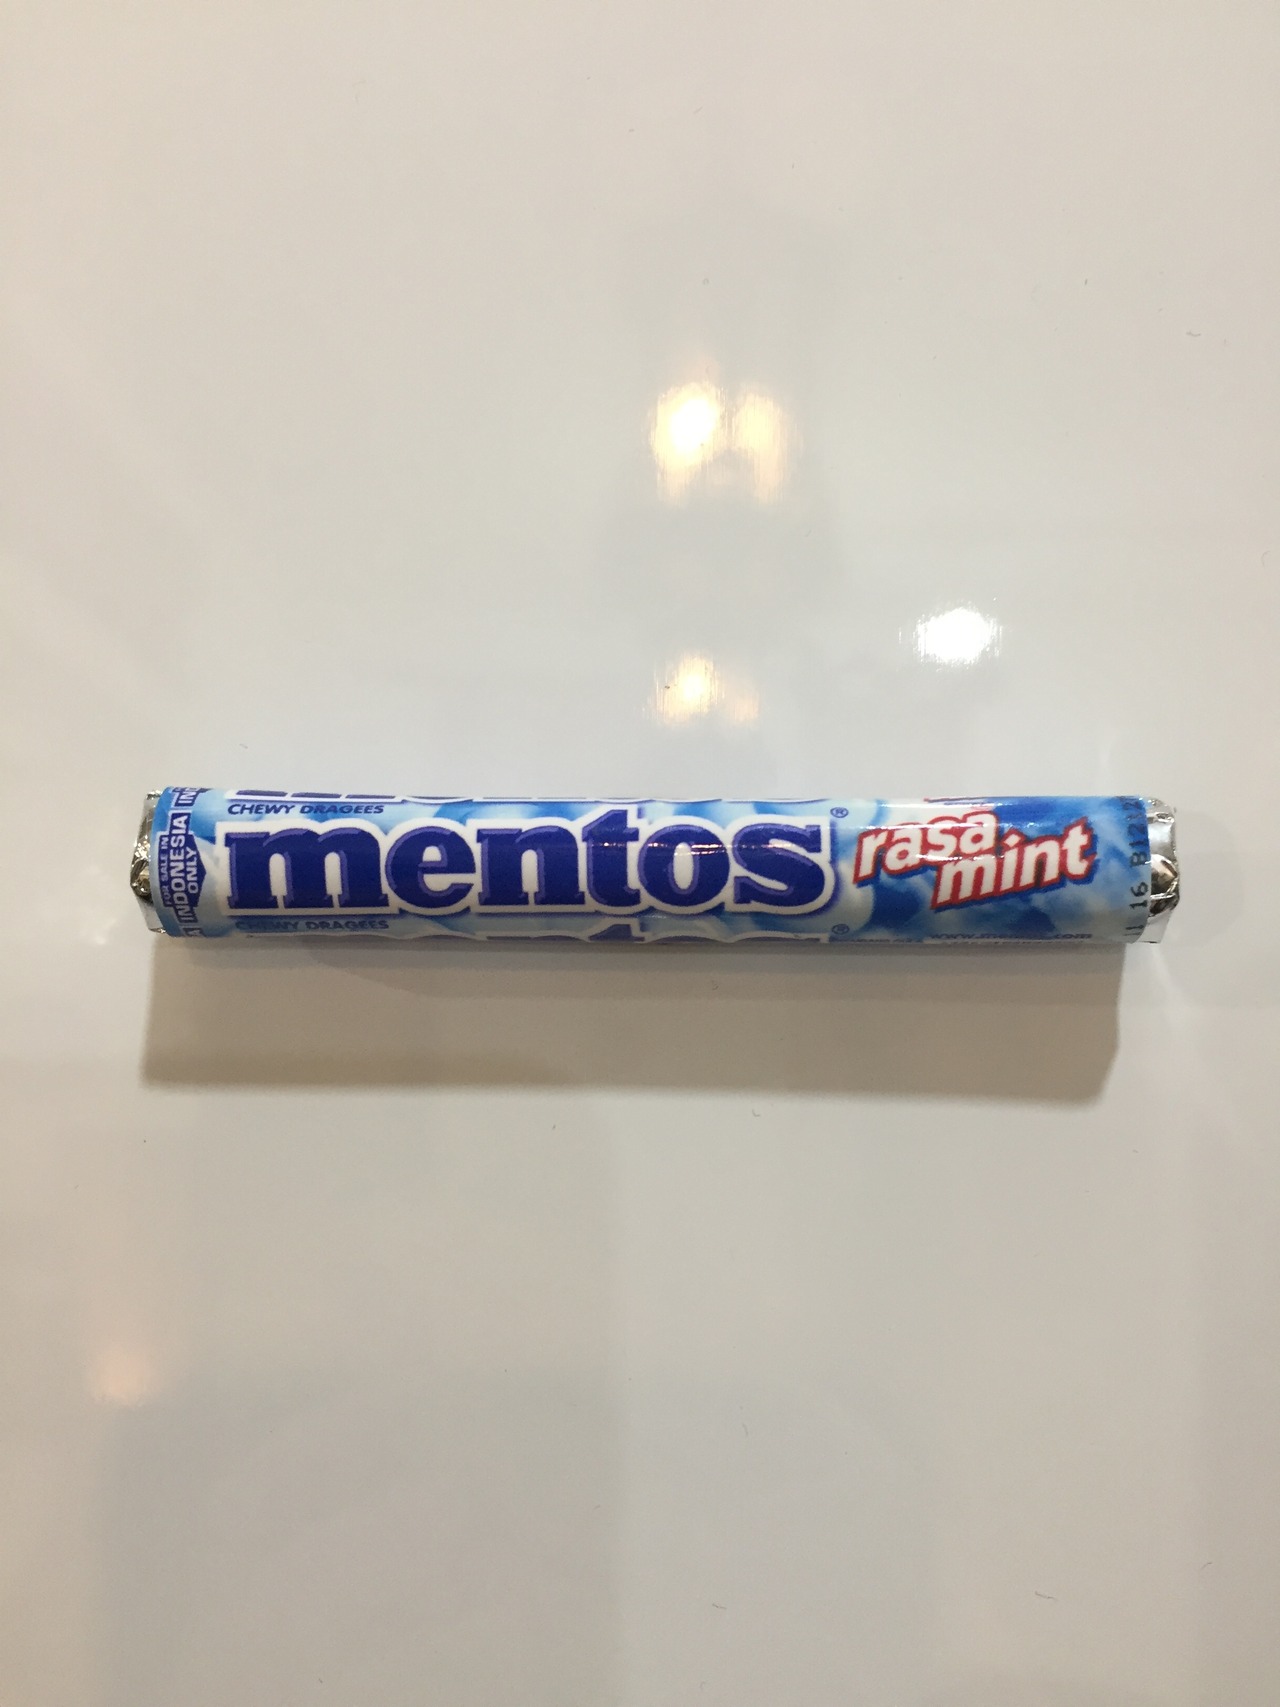 FOR SALE IN
INDONESIA
ONLY
CHEWY DRAGEES
mentos®
rasa
mint
CHEWY DRAGEES